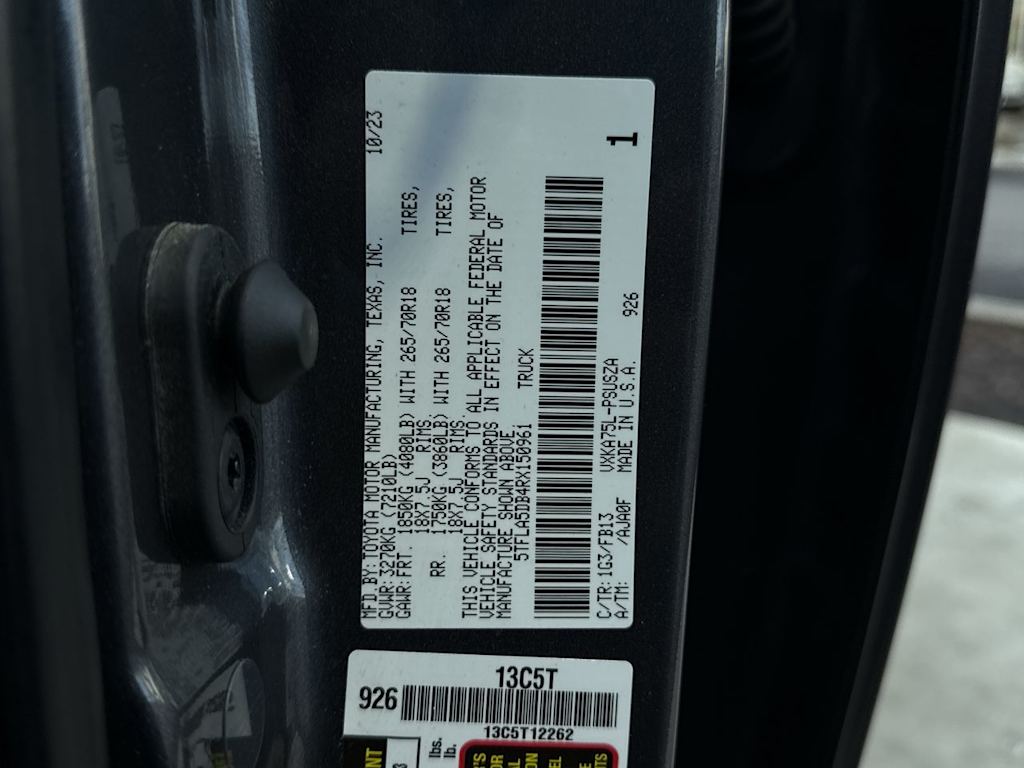 MFD.BY:TOYOTA MOTOR MANUFACTURING, TEXAS, INC. 10/23
GVWR:3270KG (7210LB)
GAWR:FRT. 1850KG (4080LB) WITH 265/70R18 TIRES,
18X7.5J RIMS
RR. 1750KG (3860LB) WITH 265/70R18 TIRES,
18X7.5J RIMS.
THIS VEHICLE CONFORMS TO ALL APPLICABLE FEDERAL MOTOR
VEHICLE SAFETY STANDARDS IN EFFECT ON THE DATE OF
MANUFACTURE SHOWN ABOVE
5TFLA5DB4RX150961 TRUCK
1
C/TR:1G3/FB13 VXKA75L-PSUSZA
A/TM: /AJA0F MADE IN U.S.A. 926
926 13C5T
13C5T12262
lbs.
lb.